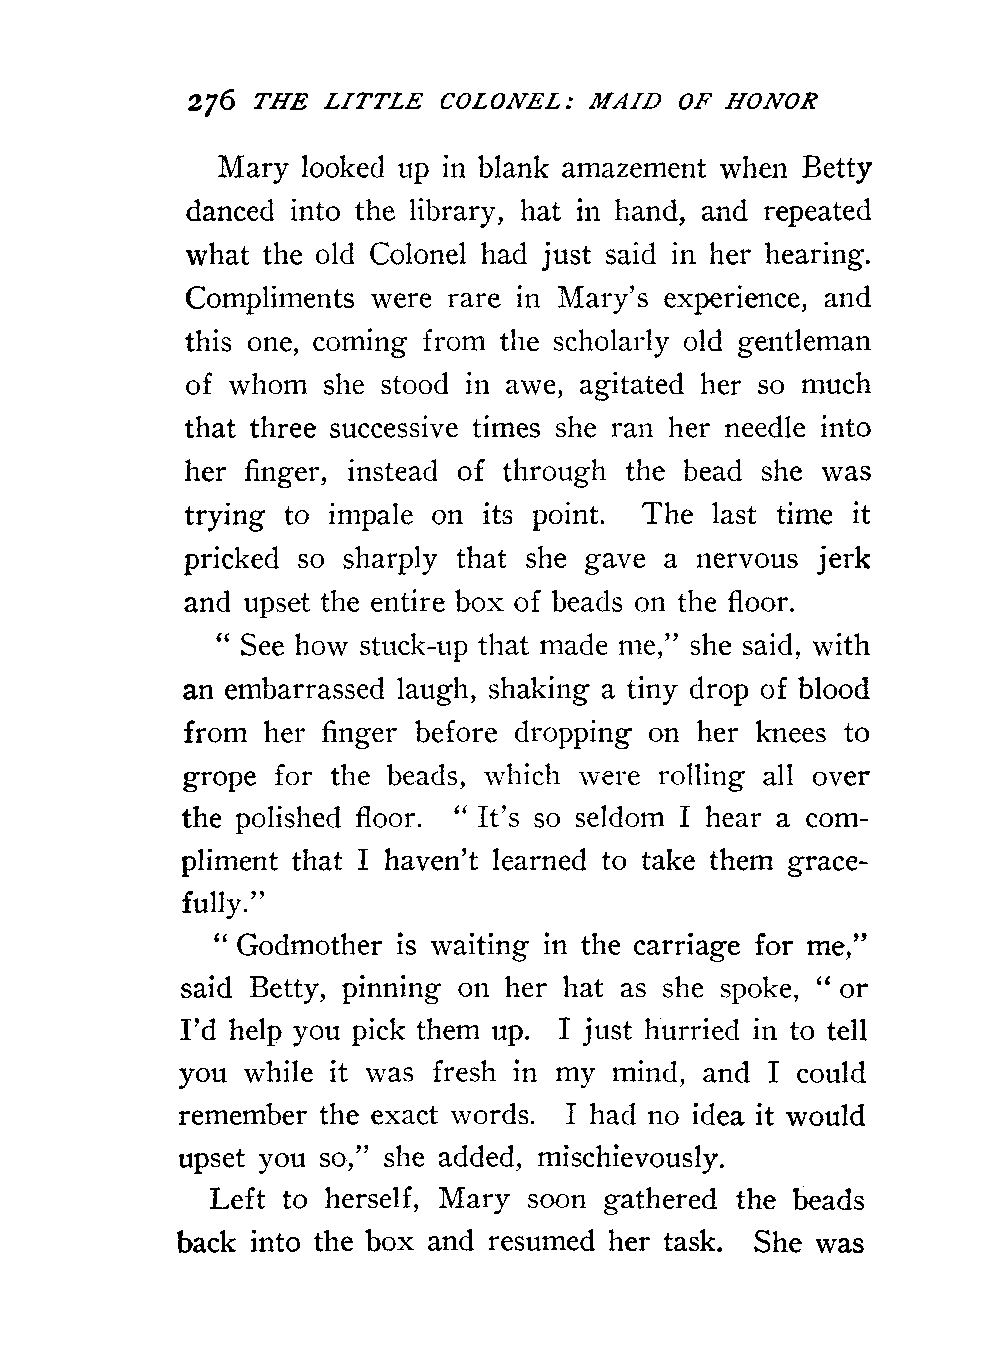 276 THE LITTLE COLONEL: MAID OF HONOR
Mary looked up in blank amazement when Betty
danced into the library, hat in hand, and repeated
what the old Colonel had just said in her hearing.
Compliments were rare in Mary's experience, and
this one, coming from the scholarly old gentleman
of whom she stood in awe, agitated her so much
that three successive times she ran her needle into
her finger, instead of through the bead she was
trying to impale on its point. The last time it
pricked so sharply that she gave a nervous jerk
and upset the entire box of beads on the floor.
" See how stuck-up that made me," she said, with
an embarrassed laugh, shaking a tiny drop of blood
from her finger before dropping on her knees to
grope for the beads, which were rolling all over
the polished floor. " It's so seldom I hear a com-
pliment that I haven't learned to take them grace-
fully."
" Godmother is waiting in the carriage for me,"
said Betty, pinning on her hat as she spoke, " or
I'd help you pick them up. I just hurried in to tell
you while it was fresh in my mind, and I could
remember the exact words. I had no idea it would
upset you so," she added, mischievously.
Left to herself, Mary soon gathered the beads
back into the box and resumed her task. She was